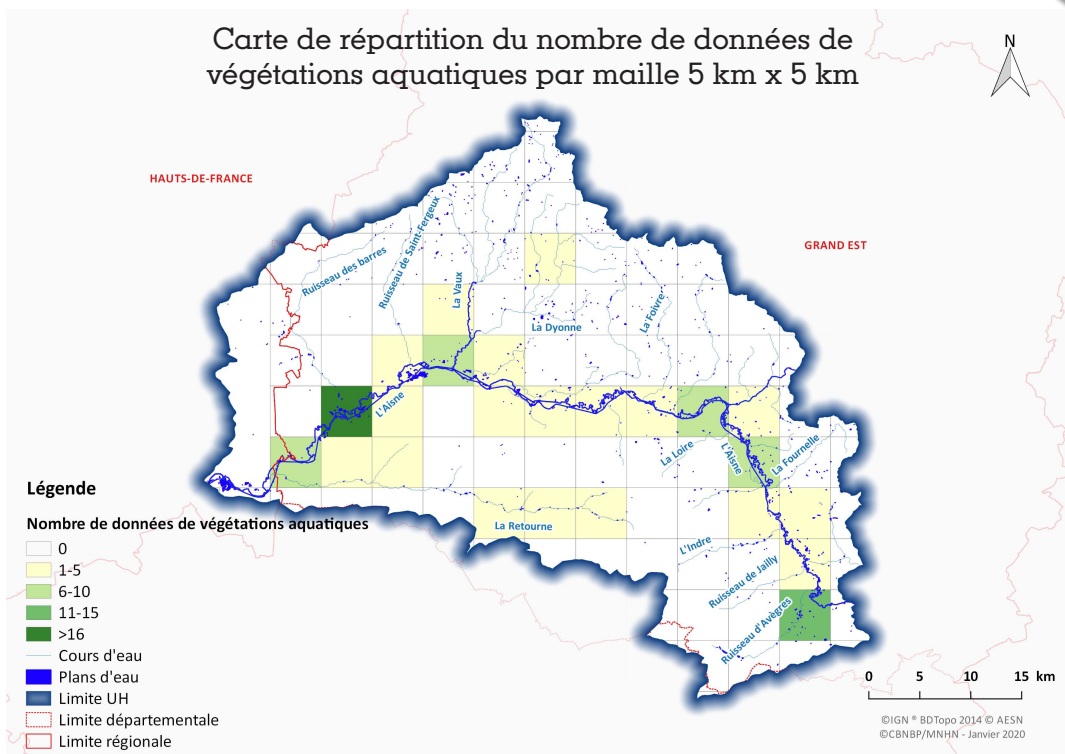 Carte de répartition du nombre de données de
végétations aquatiques par maille 5 km x 5 km
N
HAUTS-DE-FRANCE
GRAND EST
Ruisseau des barres
Ruisseau de Saint-Fergeux
La Vaux
La Dyonne
La Foivre
L'Aisne
La Loire
L'Aisne
La Fournelle
La Retourne
L'Indre
Ruisseau de Jailly
Ruisseau d'Avègres
Légende
Nombre de données de végétations aquatiques
0
1-5
6-10
11-15
>16
Cours d'eau
Plans d'eau
Limite UH
Limite départementale
Limite régionale
0 5 10 15 km
©IGN ® BDTopo 2014 © AESN
©CBNBP/MNHN - Janvier 2020